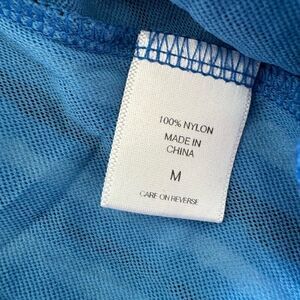 100% NYLON
MADE IN
CHINA
M
CARE ON REVERSE